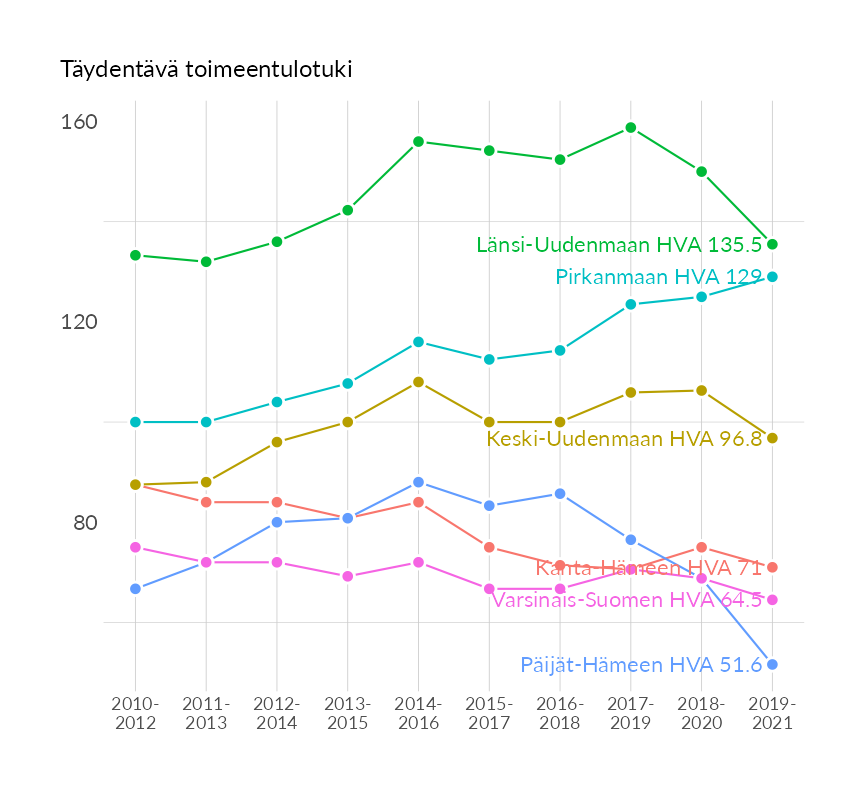 Täydentävä toimeentulotuki
160
Länsi-Uudenmaan HVA 135.5
Pirkanmaan HVA 129
120
Keski-Uudenmaan HVA 96.8
80
Kanta-Hämeen HVA 71
Varsinais-Suomen HVA 64.5
Päijät-Hämeen HVA 51.6
2010- 2011- 2012- 2013- 2014- 2015- 2016- 2017- 2018- 2019-
2012 2013 2014 2015 2016 2017 2018 2019 2020 2021